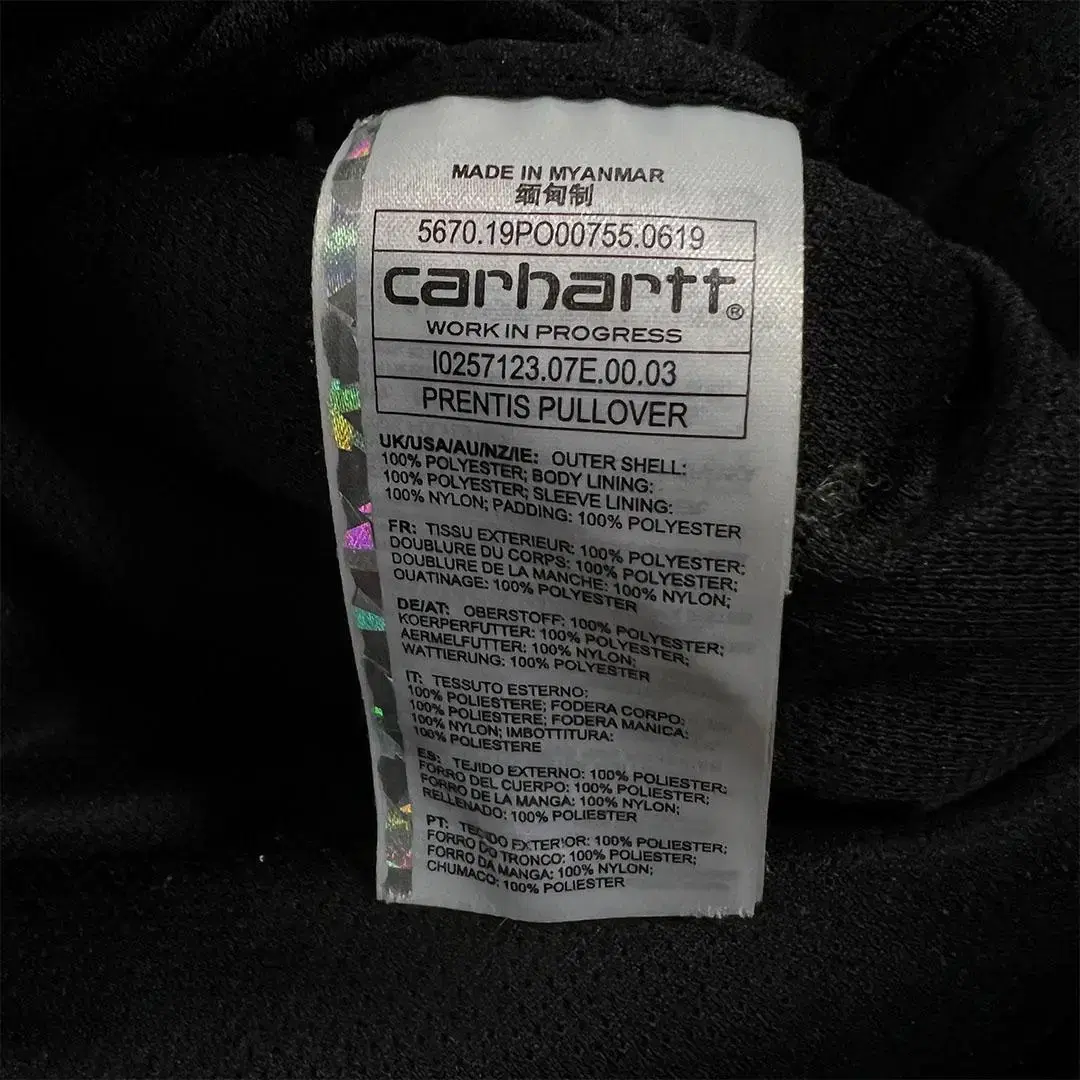 MADE IN MYANMAR
缅甸制
5670.19PO00755.0619
carhartt®
WORK IN PROGRESS
I0257123.07E.00.03
PRENTIS PULLOVER
UK/USA/AU/NZ/IE: OUTER SHELL:
100% POLYESTER; BODY LINING:
100% POLYESTER; SLEEVE LINING:
100% NYLON; PADDING: 100% POLYESTER
FR: TISSU EXTERIEUR: 100% POLYESTER;
DOUBLURE DU CORPS: 100% POLYESTER;
DOUBLURE DE LA MANCHE: 100% NYLON;
OUATINAGE: 100% POLYESTER
DE/AT: OBERSTOFF: 100% POLYESTER;
KOERPERFUTTER: 100% POLYESTER;
AERMELFUTTER: 100% NYLON;
WATTIERUNG: 100% POLYESTER
IT: TESSUTO ESTERNO:
100% POLIESTERE; FODERA CORPO:
100% POLIESTERE; FODERA MANICA:
100% NYLON; IMBOTTITURA:
100% POLIESTERE
ES: TEJIDO EXTERNO: 100% POLIESTER;
FORRO DEL CUERPO: 100% POLIESTER;
FORRO DE LA MANGA: 100% NYLON;
RELLENADO: 100% POLIESTER
PT: TECIDO EXTERIOR: 100% POLIESTER;
FORRO DO TRONCO: 100% POLIESTER;
FORRO DA MANGA: 100% NYLON;
CHUMACO: 100% POLIESTER